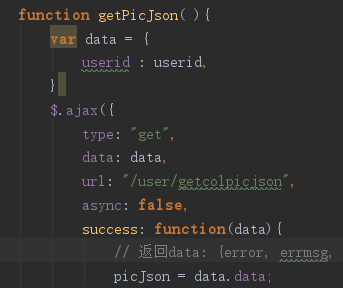 function getPicJson( ){
var data = {
userid : userid,
}
$.ajax({
type: "get",
data: data,
url: "/user/getcolpicjson",
async: false,
success: function(data){
// 返回data: {error, errmsg,
picJson = data.data;